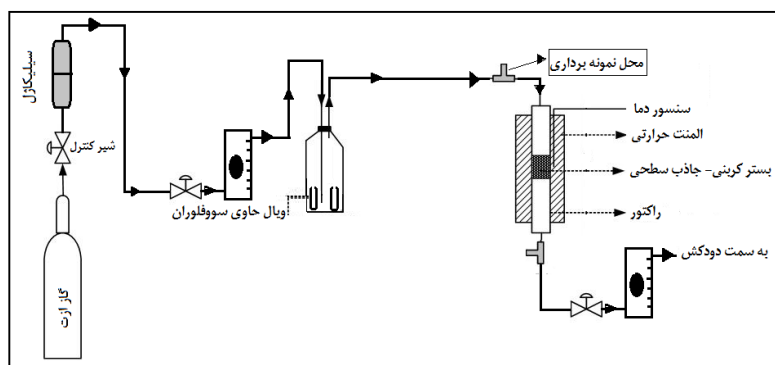 محل نمونه برداری
سیلیکاژل
سنسور دما
المنت حرارتی
شیر کنترل
بستر کربنی- جاذب سطحی
ویال حاوی سووفلوران
راکتور
به سمت دودکش
گاز ازت